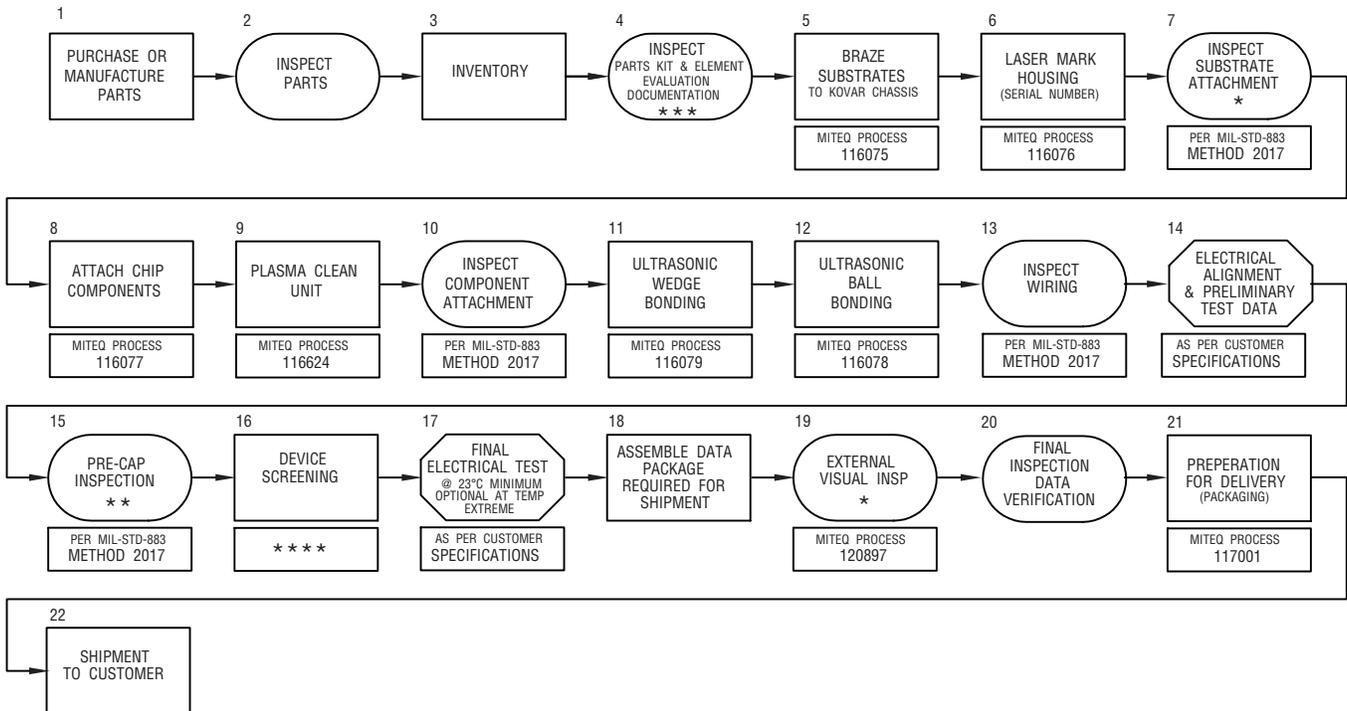 1
PURCHASE OR
MANUFACTURE
PARTS
2
INSPECT
PARTS
3
INVENTORY
4
INSPECT
PARTS KIT & ELEMENT
EVALUATION
DOCUMENTATION
***
5
BRAZE
SUBSTRATES
TO KOVAR CHASSIS
MITEQ PROCESS
116075
6
LASER MARK
HOUSING
(SERIAL NUMBER)
MITEQ PROCESS
116076
7
INSPECT
SUBSTRATE
ATTACHMENT
*
PER MIL-STD-883
METHOD 2017
8
ATTACH CHIP
COMPONENTS
MITEQ PROCESS
116077
9
PLASMA CLEAN
UNIT
MITEQ PROCESS
116624
10
INSPECT
COMPONENT
ATTACHMENT
PER MIL-STD-883
METHOD 2017
11
ULTRASONIC
WEDGE
BONDING
MITEQ PROCESS
116079
12
ULTRASONIC
BALL
BONDING
MITEQ PROCESS
116078
13
INSPECT
WIRING
PER MIL-STD-883
METHOD 2017
14
ELECTRICAL
ALIGNMENT
& PRELIMINARY
TEST DATA
AS PER CUSTOMER
SPECIFICATIONS
15
PRE-CAP
INSPECTION
**
PER MIL-STD-883
METHOD 2017
16
DEVICE
SCREENING
****
17
FINAL
ELECTRICAL TEST
@ 23°C MINIMUM
OPTIONAL AT TEMP
EXTREME
AS PER CUSTOMER
SPECIFICATIONS
18
ASSEMBLE DATA
PACKAGE
REQUIRED FOR
SHIPMENT
19
EXTERNAL
VISUAL INSP
*
MITEQ PROCESS
120897
20
FINAL
INSPECTION
DATA
VERIFICATION
21
PREPERATION
FOR DELIVERY
(PACKAGING)
MITEQ PROCESS
117001
22
SHIPMENT
TO CUSTOMER